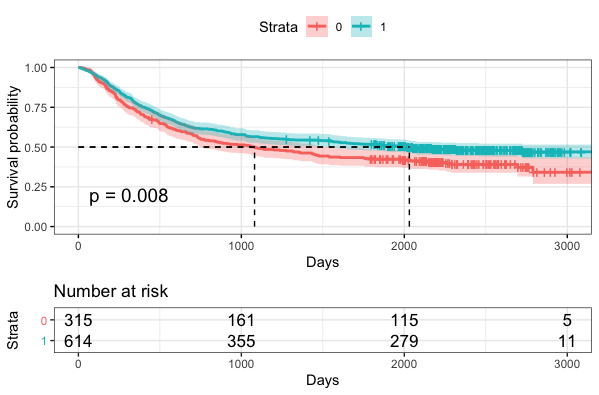 Strata 0 1
1.00
0.75
0.50
0.25
0.00
Survival probability
p = 0.008
0 1000 2000 3000
Days
Number at risk
Strata
0 315 161 115 5
1 614 355 279 11
0 1000 2000 3000
Days